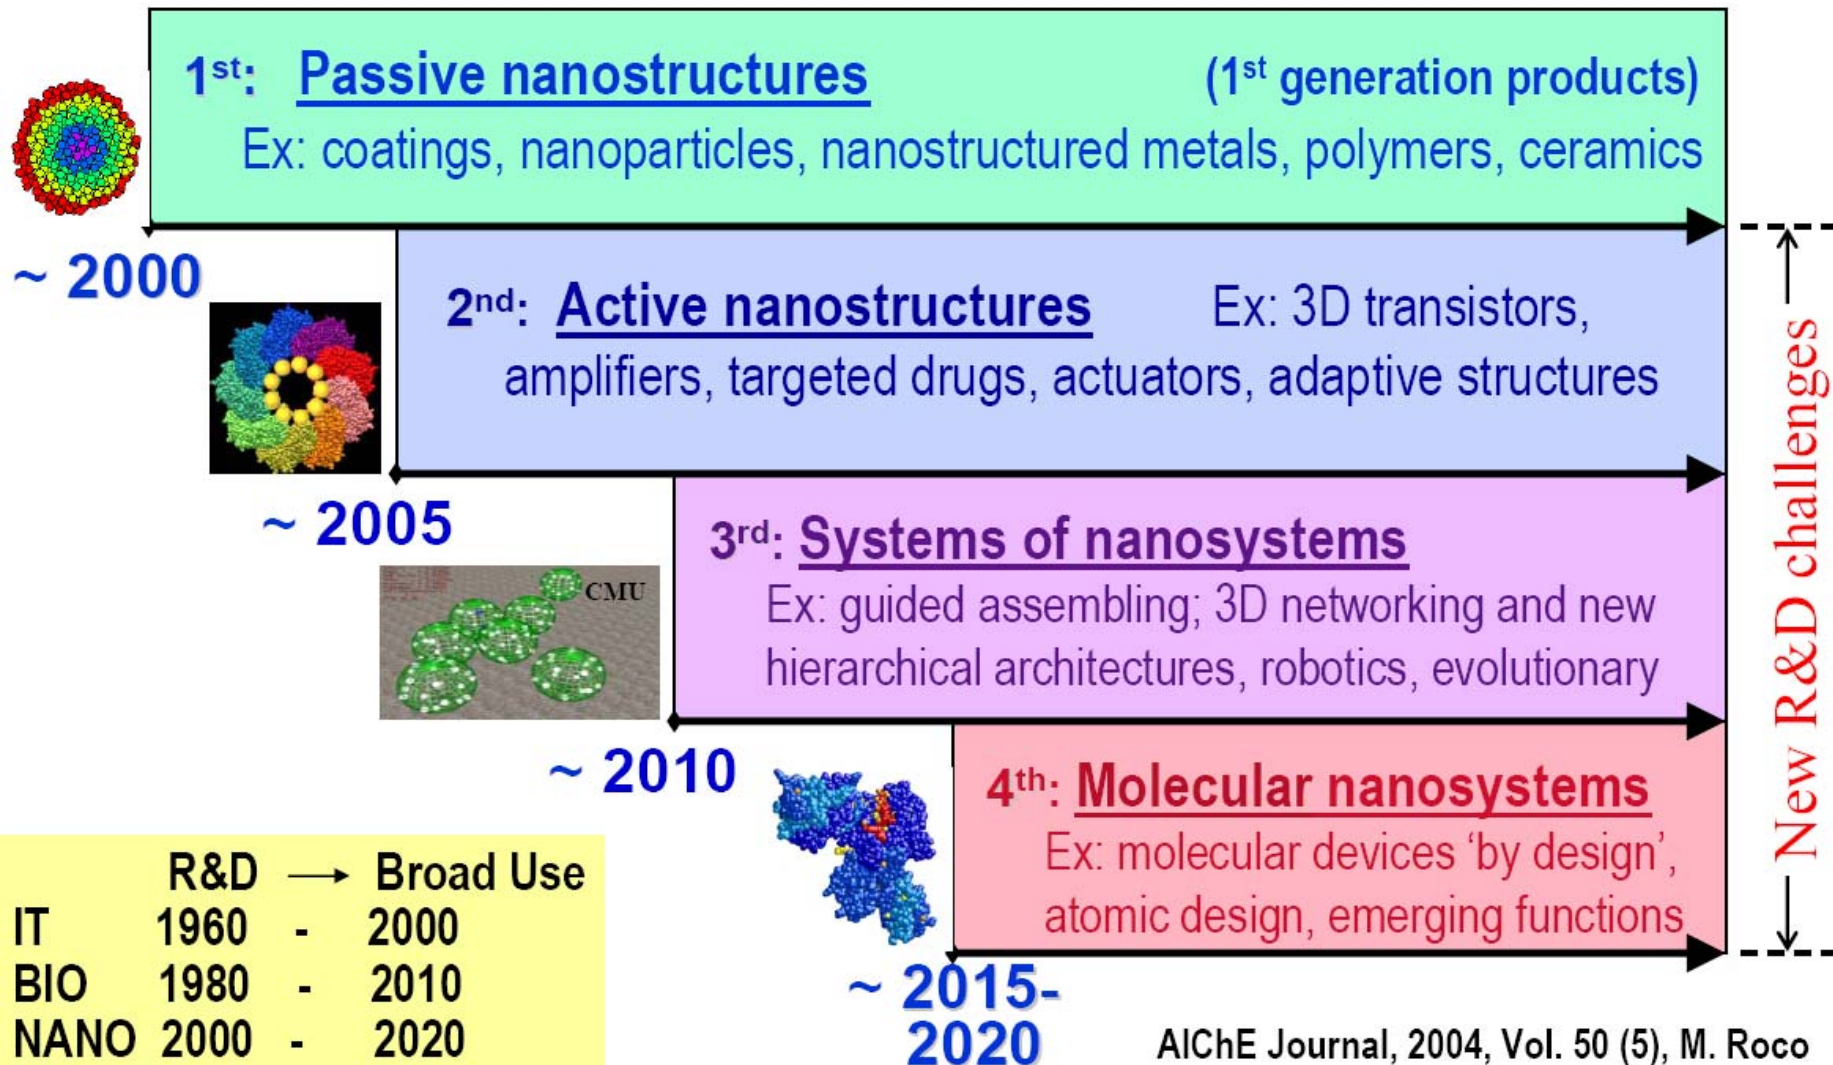 1st: Passive nanostructures (1st generation products)
Ex: coatings, nanoparticles, nanostructured metals, polymers, ceramics
~ 2000
2nd: Active nanostructures Ex: 3D transistors,
amplifiers, targeted drugs, actuators, adaptive structures
~ 2005
3rd: Systems of nanosystems
Ex: guided assembling; 3D networking and new
hierarchical architectures, robotics, evolutionary
CMU
~ 2010
4th: Molecular nanosystems
Ex: molecular devices ‘by design’,
atomic design, emerging functions
~ 2015-
2020
New R&D challenges
R&D → Broad Use
IT 1960 - 2000
BIO 1980 - 2010
NANO 2000 - 2020
AIChE Journal, 2004, Vol. 50 (5), M. Roco